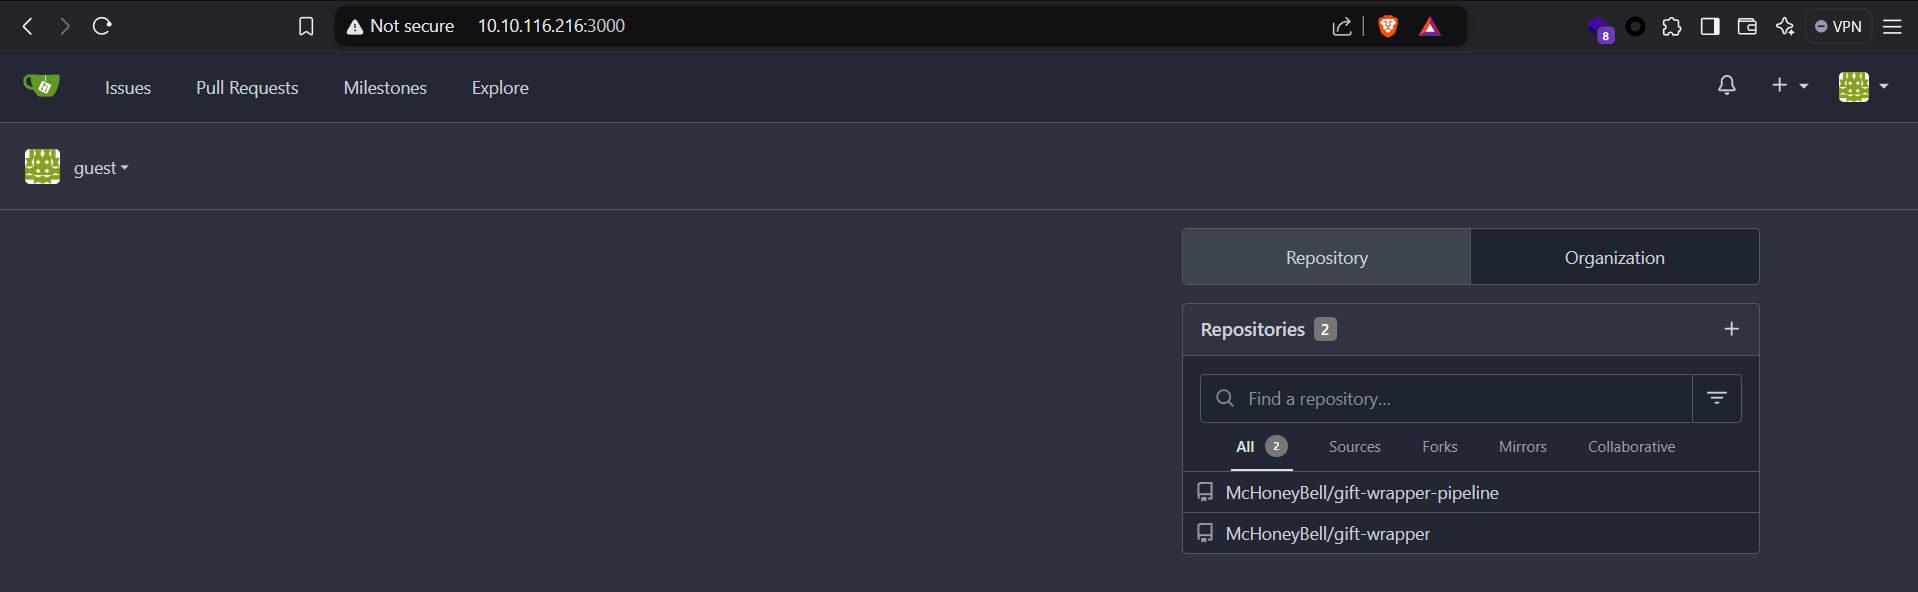 Not secure 10.10.116.216:3000 8 VPN
Issues Pull Requests Milestones Explore
guest
Repository Organization
Repositories 2
Find a repository...
All 2 Sources Forks Mirrors Collaborative
McHoneyBell/gift-wrapper-pipeline
McHoneyBell/gift-wrapper